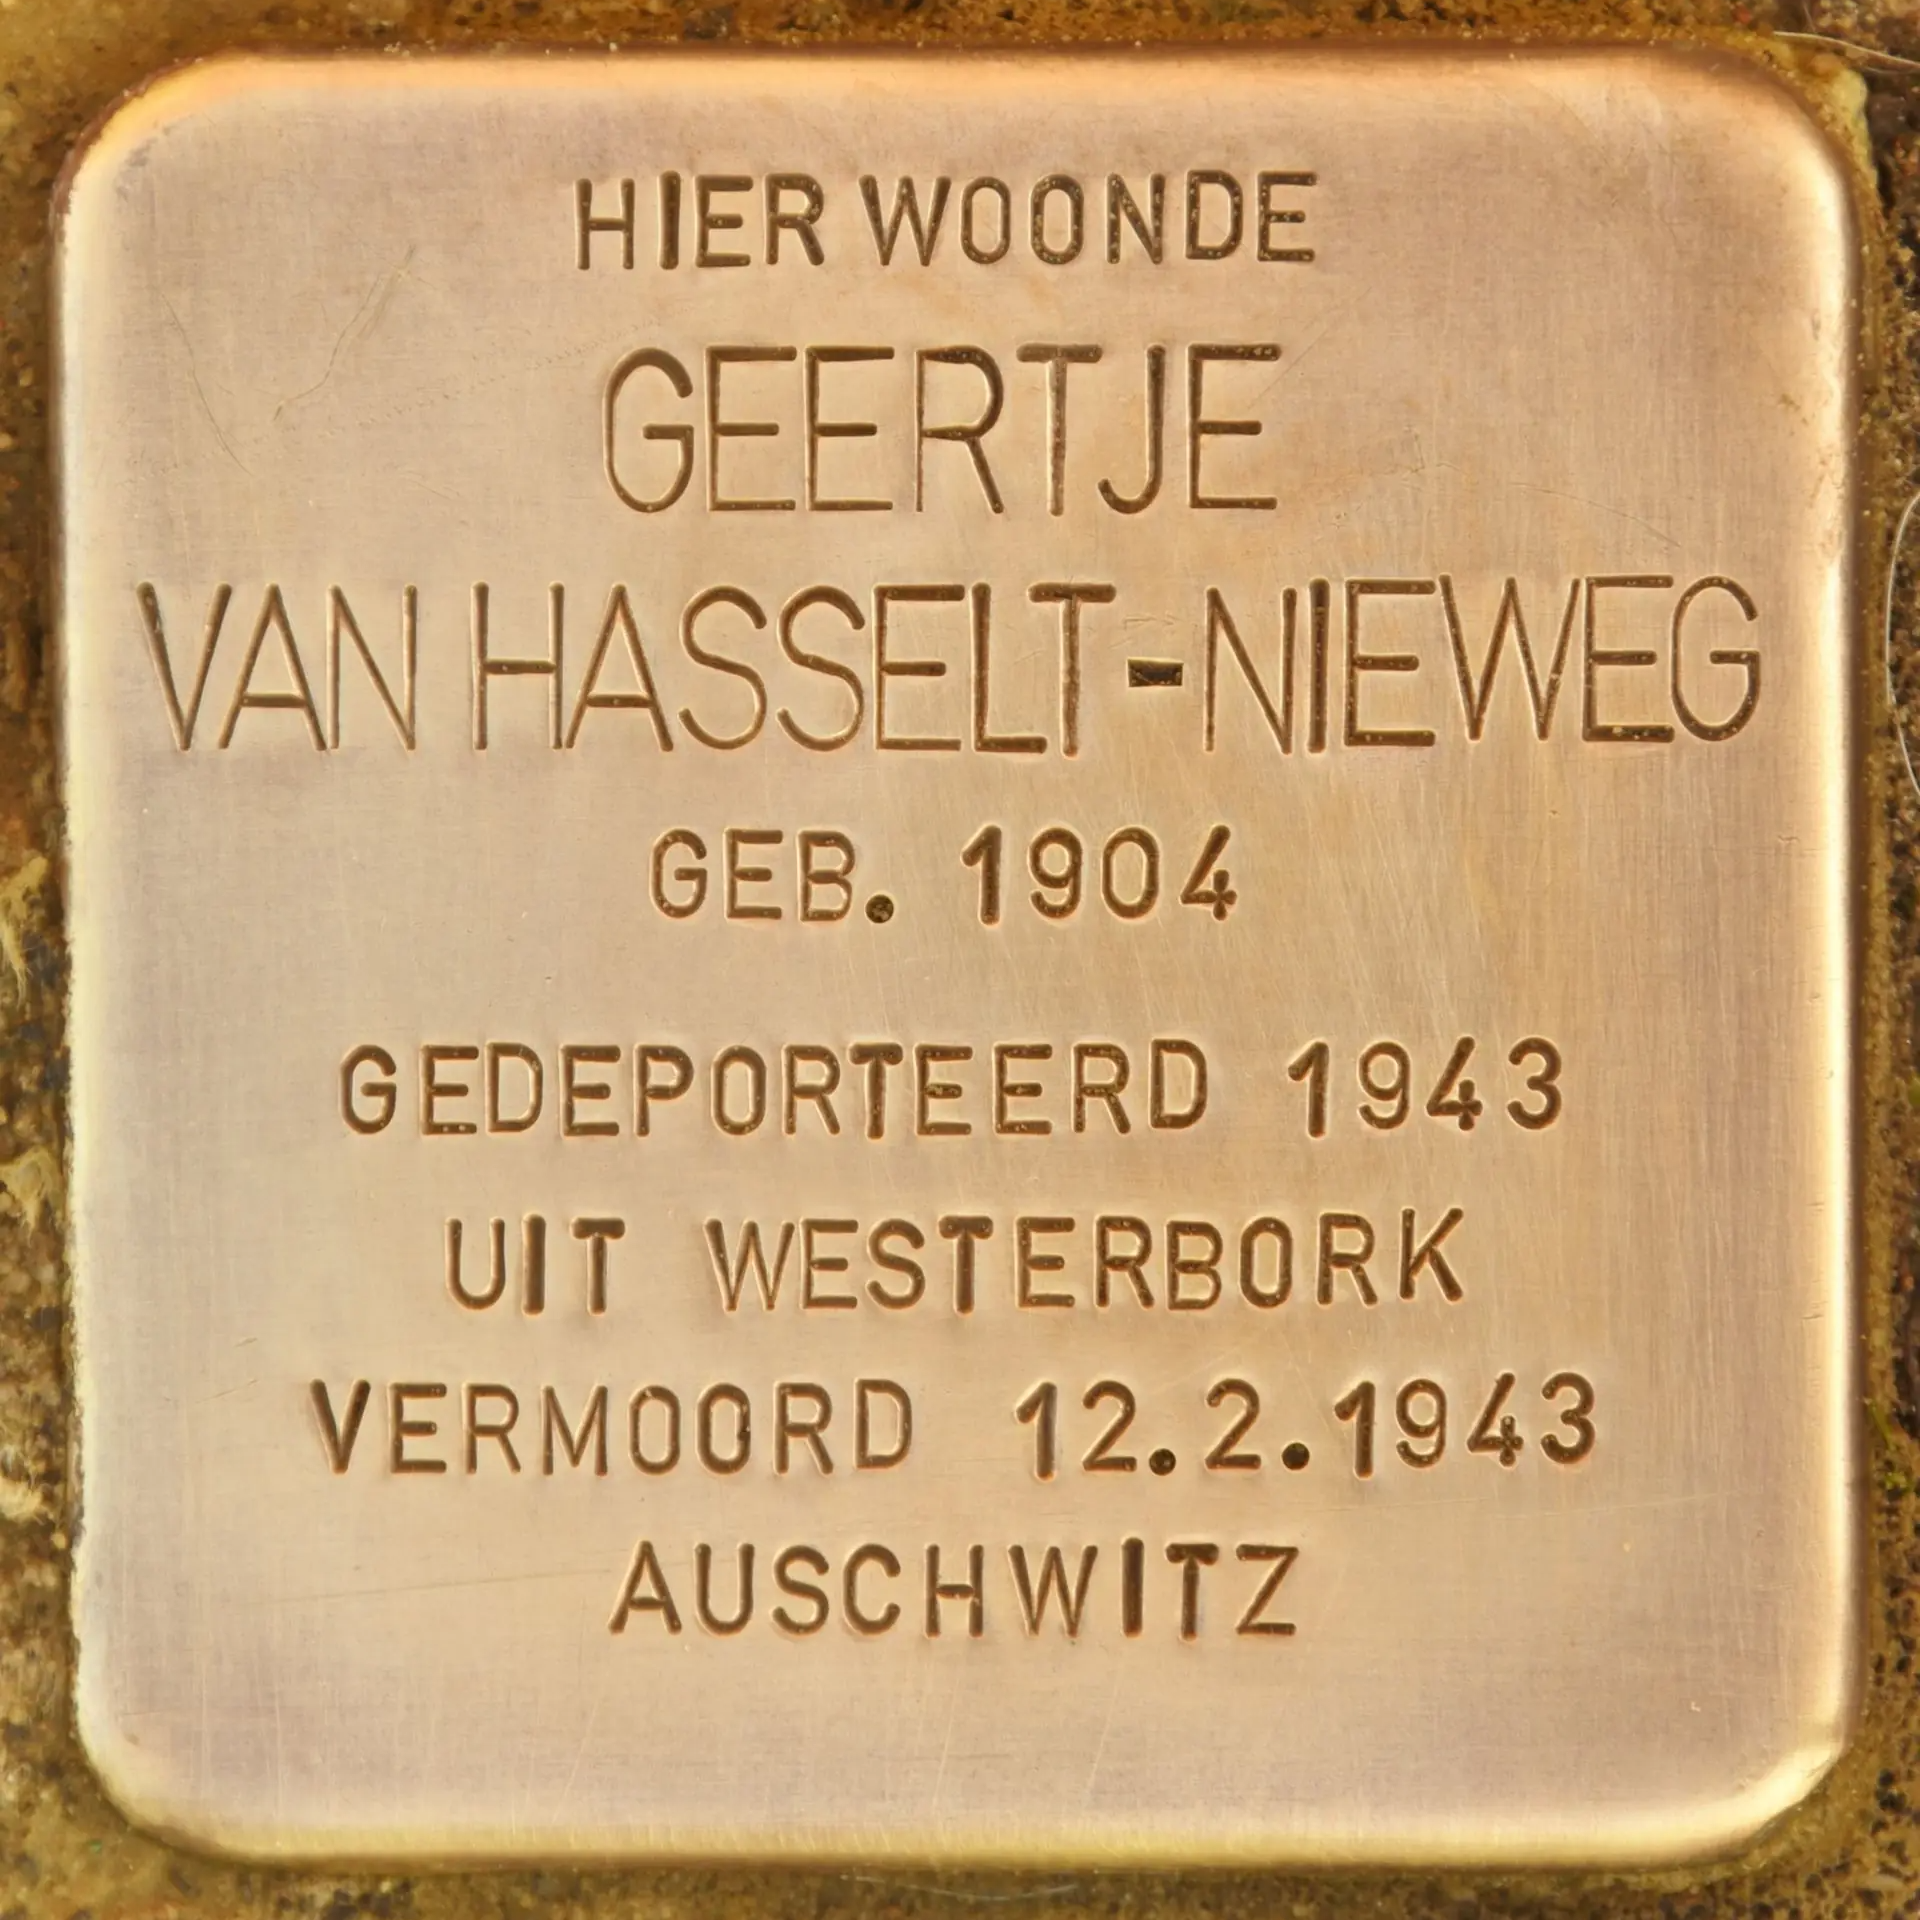 HIER WOONDE
GEERTJE
VAN HASSELT-NIEWEG
GEB. 1904
GEDEPORTEERD 1943
UIT WESTERBORK
VERMOORD 12.2.1943
AUSCHWITZ